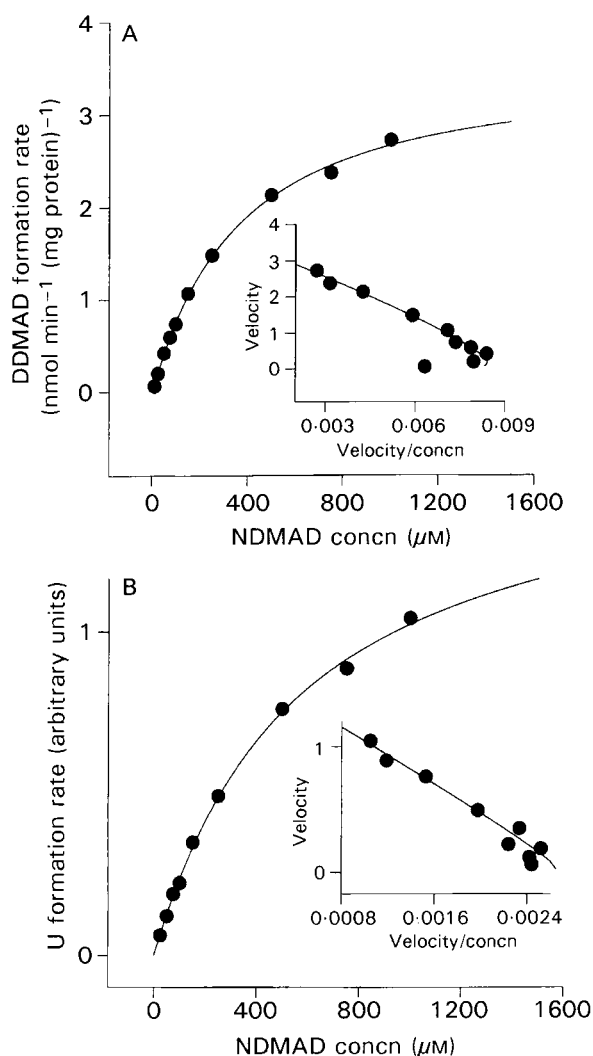 A
4
3
2
1
0
DDMAD formation rate
(nmol min⁻¹ (mg protein)⁻¹)
4
3
2
1
0
Velocity
0·003 0·006 0·009
Velocity/concn
0 400 800 1200 1600
NDMAD concn (μM)
B
1
0
U formation rate (arbitrary units)
1
0
Velocity
0·0008 0·0016 0·0024
Velocity/concn
0 400 800 1200 1600
NDMAD concn (μM)